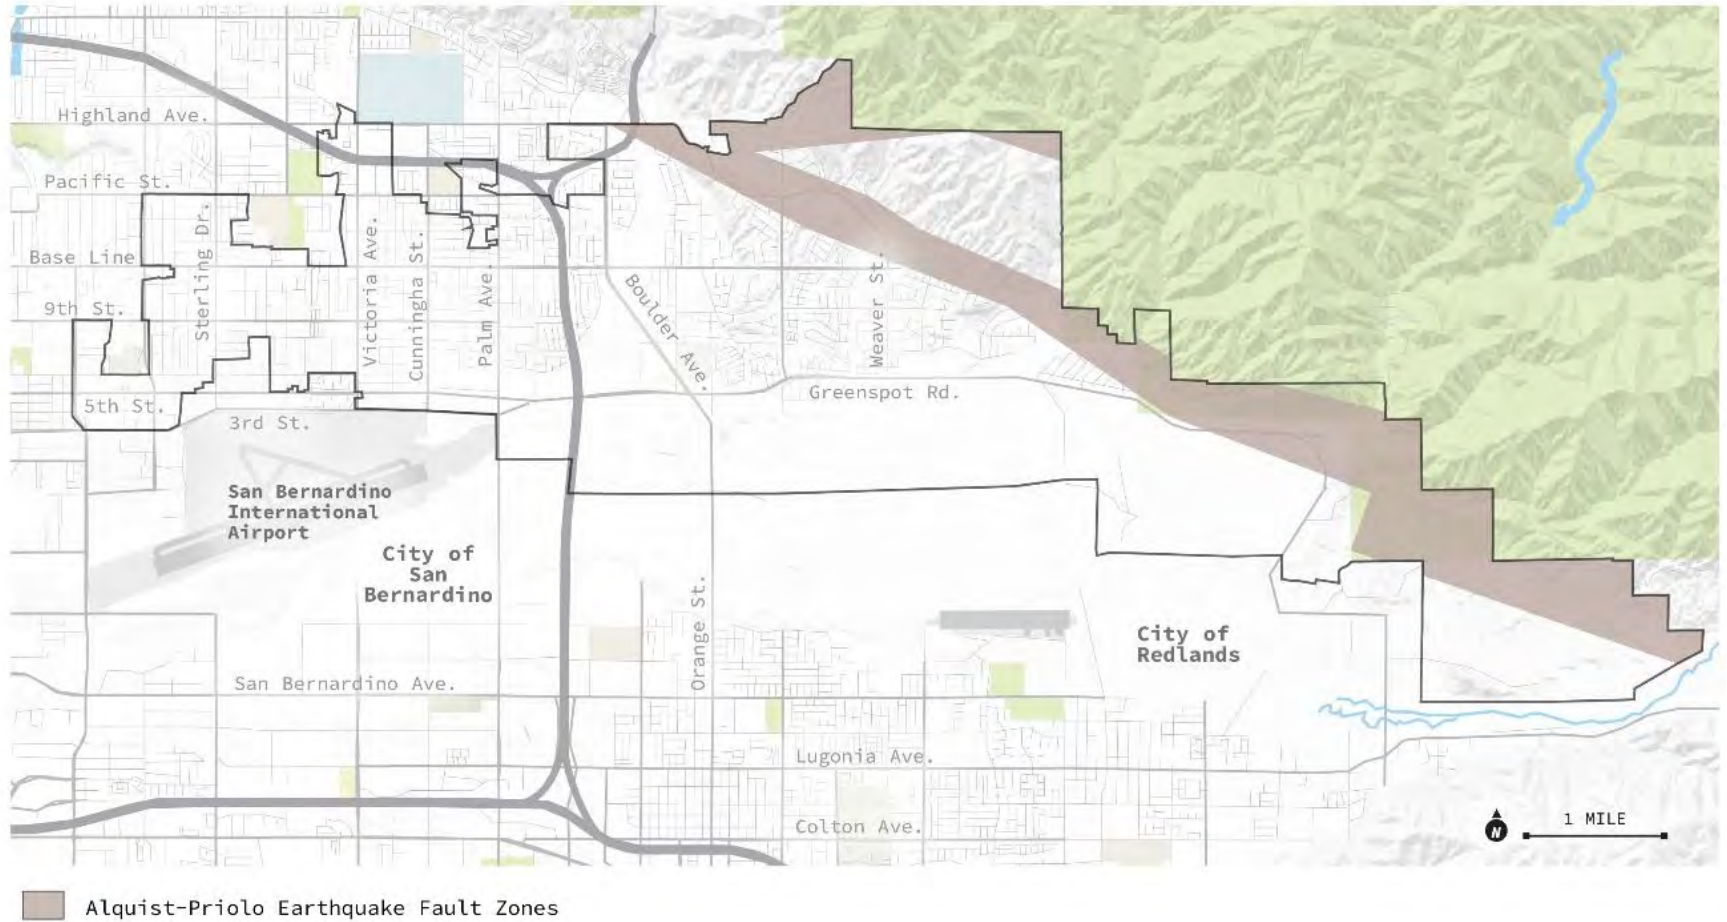 Highland Ave.
Pacific St.
Base Line
9th St.
5th St.
3rd St.
Sterling Dr.
Victoria Ave.
Cunningha St.
Palm Ave.
Boulder Ave.
Weaver St.
Greenspot Rd.
San Bernardino
International
Airport
City of
San
Bernardino
Orange St.
City of
Redlands
San Bernardino Ave.
Lugonia Ave.
Colton Ave.
N
1 MILE
Alquist-Priolo Earthquake Fault Zones